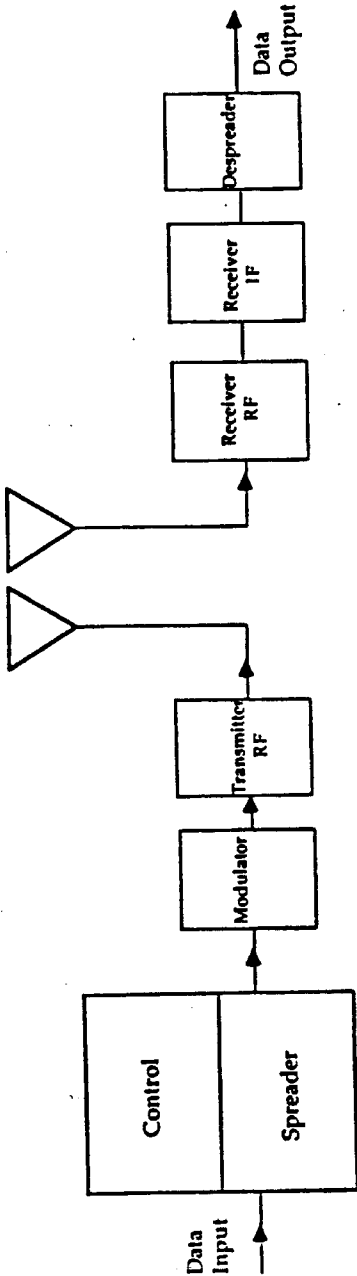 Data
Input
Control
Spreader
Modulator
Transmitter
RF
Receiver
RF
Receiver
IF
Despreader
Data
Output